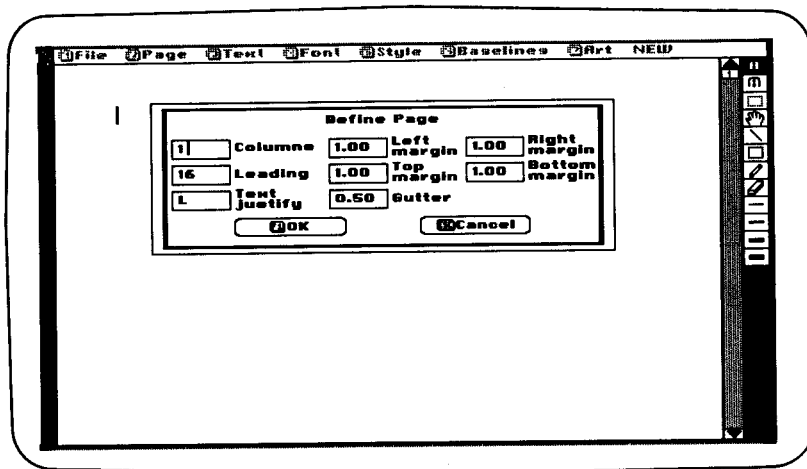 File Page Text Font Style Baselines Art NEW
1
Define Page
1 Columns 1.00 Left margin 1.00 Right margin
16 Leading 1.00 Top margin 1.00 Bottom margin
L Text justify 0.50 Gutter
OK Cancel